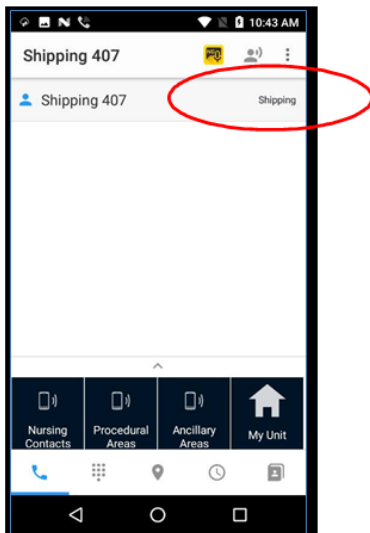 10:43 AM
Shipping 407
Shipping 407
Shipping
Nursing
Contacts
Procedural
Areas
Ancillary
Areas
My Unit